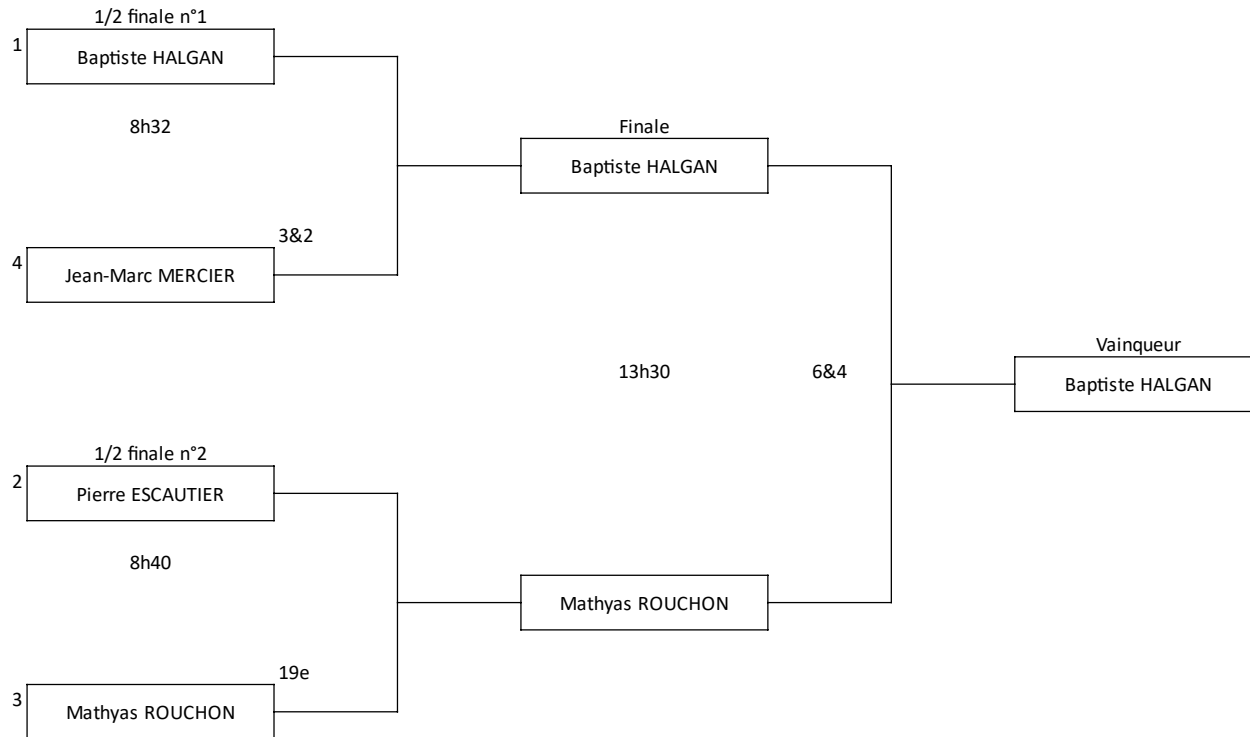 1/2 finale n°1
1
Baptiste HALGAN
8h32
3&2
4
Jean-Marc MERCIER
Finale
Baptiste HALGAN
13h30
6&4
Vainqueur
Baptiste HALGAN
1/2 finale n°2
2
Pierre ESCAUTIER
8h40
Mathyas ROUCHON
19e
3
Mathyas ROUCHON